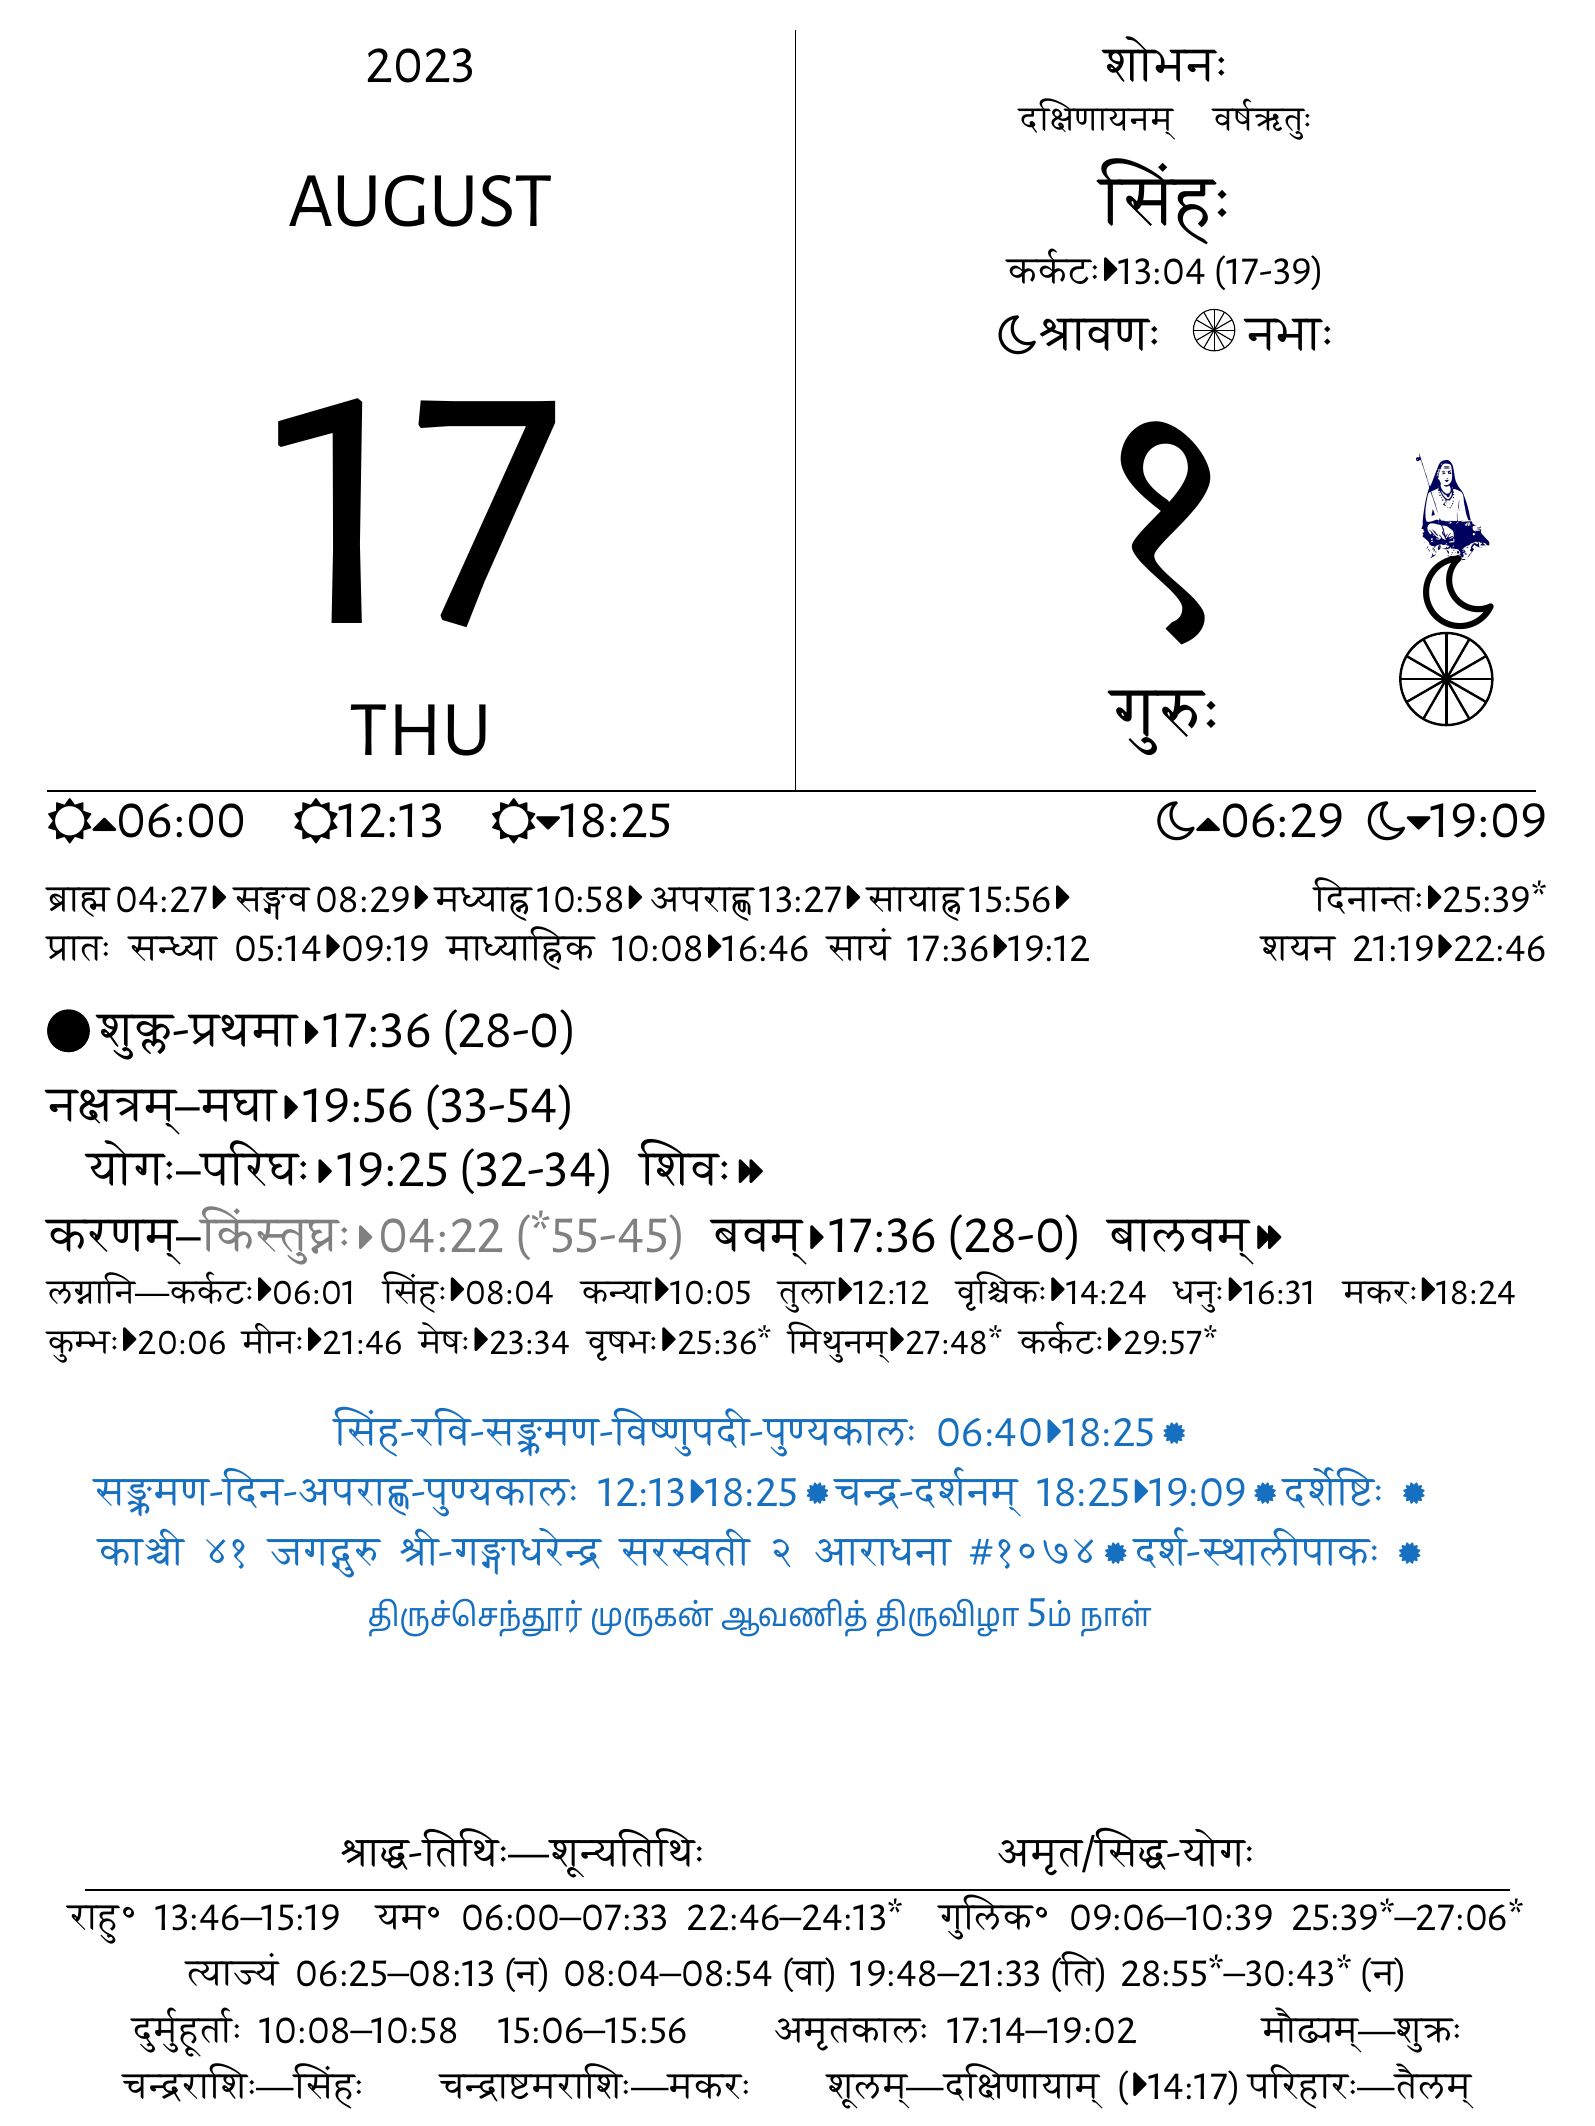 2023
AUGUST
17
THU
शोभनः
दक्षिणायनम् वर्षऋतुः
सिंहः
कर्कटः 13:04 (17-39)
श्रावणः नभाः
१
गुरुः
06:00 12:13 18:25 06:29 19:09
ब्राह्म 04:27 सङ्गव 08:29 मध्याह्न 10:58 अपराह्ण 13:27 सायाह्न 15:56 दिनान्तः 25:39*
प्रातः सन्ध्या 05:14 09:19 माध्याह्निक 10:08 16:46 सायं 17:36 19:12 शयन 21:19 22:46
शुक्ल-प्रथमा 17:36 (28-0)
नक्षत्रम्–मघा 19:56 (33-54)
योगः–परिघः 19:25 (32-34) शिवः
करणम्–किंस्तुघ्नः 04:22 (*55-45) बवम् 17:36 (28-0) बालवम्
लग्नानि—कर्कटः 06:01 सिंहः 08:04 कन्या 10:05 तुला 12:12 वृश्चिकः 14:24 धनुः 16:31 मकरः 18:24
कुम्भः 20:06 मीनः 21:46 मेषः 23:34 वृषभः 25:36* मिथुनम् 27:48* कर्कटः 29:57*
सिंह-रवि-सङ्क्रमण-विष्णुपदी-पुण्यकालः 06:40 18:25
सङ्क्रमण-दिन-अपराह्ण-पुण्यकालः 12:13 18:25 चन्द्र-दर्शनम् 18:25 19:09 दर्शेष्टिः
काञ्ची ४१ जगद्गुरु श्री-गङ्गाधरेन्द्र सरस्वती २ आराधना #१०७४ दर्श-स्थालीपाकः
திருச்செந்தூர் முருகன் ஆவணித் திருவிழா 5ம் நாள்
श्राद्ध-तिथिः—शून्यतिथिः अमृत/सिद्ध-योगः
राहु° 13:46–15:19 यम° 06:00–07:33 22:46–24:13* गुलिक° 09:06–10:39 25:39*–27:06*
त्याज्यं 06:25–08:13 (न) 08:04–08:54 (वा) 19:48–21:33 (ति) 28:55*–30:43* (न)
दुर्मुहूर्ताः 10:08–10:58 15:06–15:56 अमृतकालः 17:14–19:02 मौढ्यम्—शुक्रः
चन्द्रराशिः—सिंहः चन्द्राष्टमराशिः—मकरः शूलम्—दक्षिणायाम् (14:17) परिहारः—तैलम्